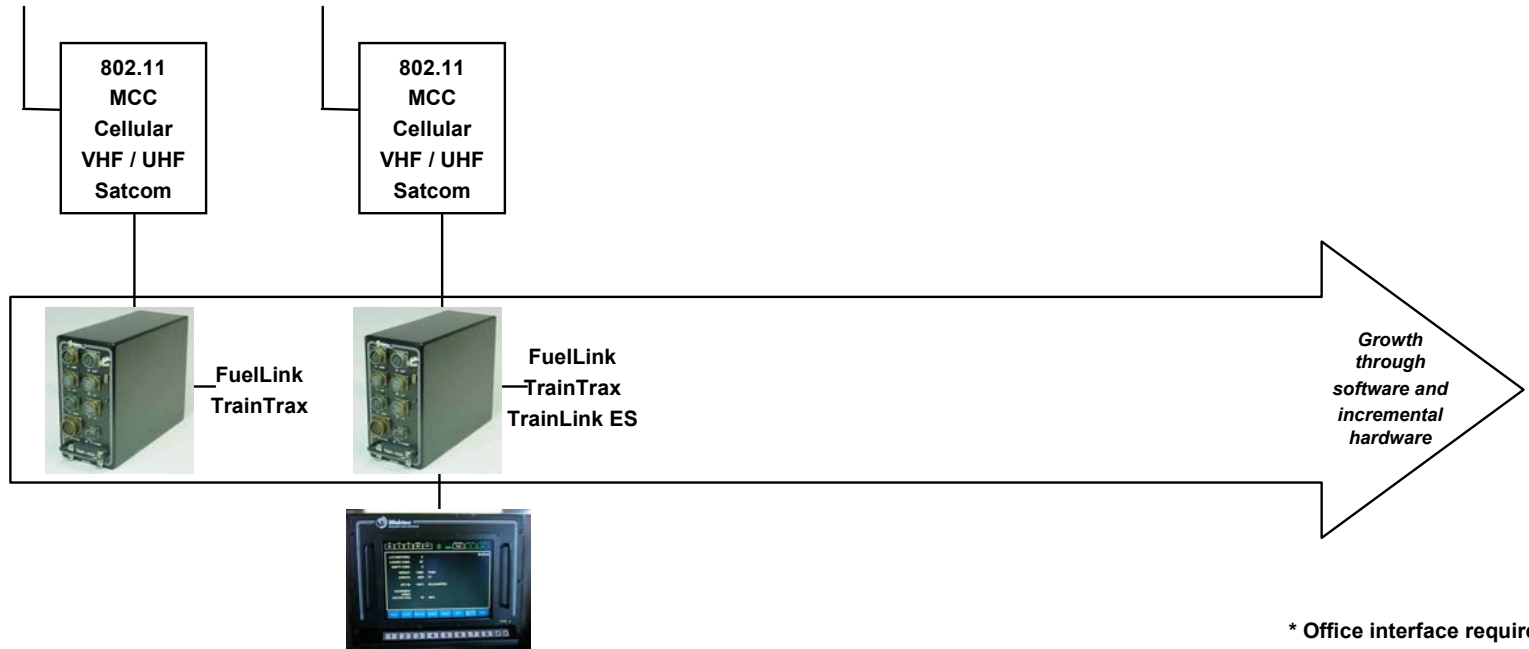 802.11
MCC
Cellular
VHF / UHF
Satcom
802.11
MCC
Cellular
VHF / UHF
Satcom
FuelLink
TrainTrax
FuelLink
TrainTrax
TrainLink ES
Growth
through
software and
incremental
hardware
* Office interface require